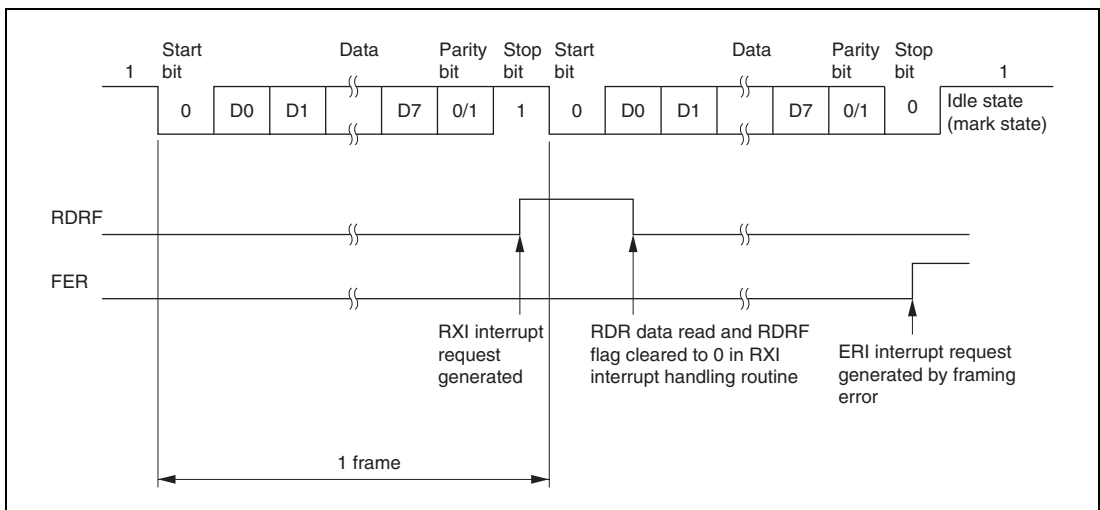 Start
bit
Data
Parity
bit
Stop
bit
Start
bit
Data
Parity
bit
Stop
bit
1
1
0
D0
D1
D7
0/1
1
0
D0
D1
D7
0/1
0
Idle state
(mark state)
RDRF
FER
RXI interrupt
request
generated
RDR data read and RDRF
flag cleared to 0 in RXI
interrupt handling routine
ERI interrupt request
generated by framing
error
1 frame